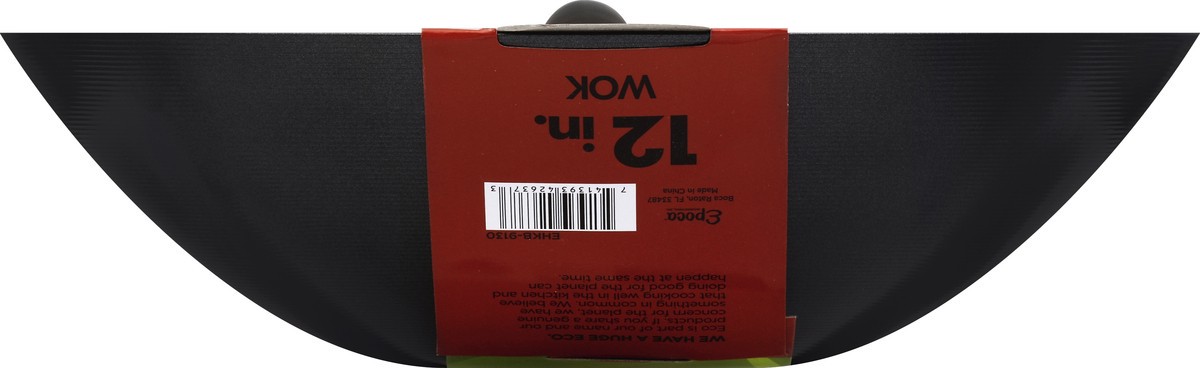 WE HAVE A HUGE ECO.
Eco is part of our name and our
products. If you share a genuine
concern for the planet, we have
something in common. We believe
that cooking well in the kitchen and
doing good for the planet can
happen at the same time.
EHKB-9130
7 41393 42637 3
Epoca
Boca Raton, FL 33487
Made in China
12 in.
WOK